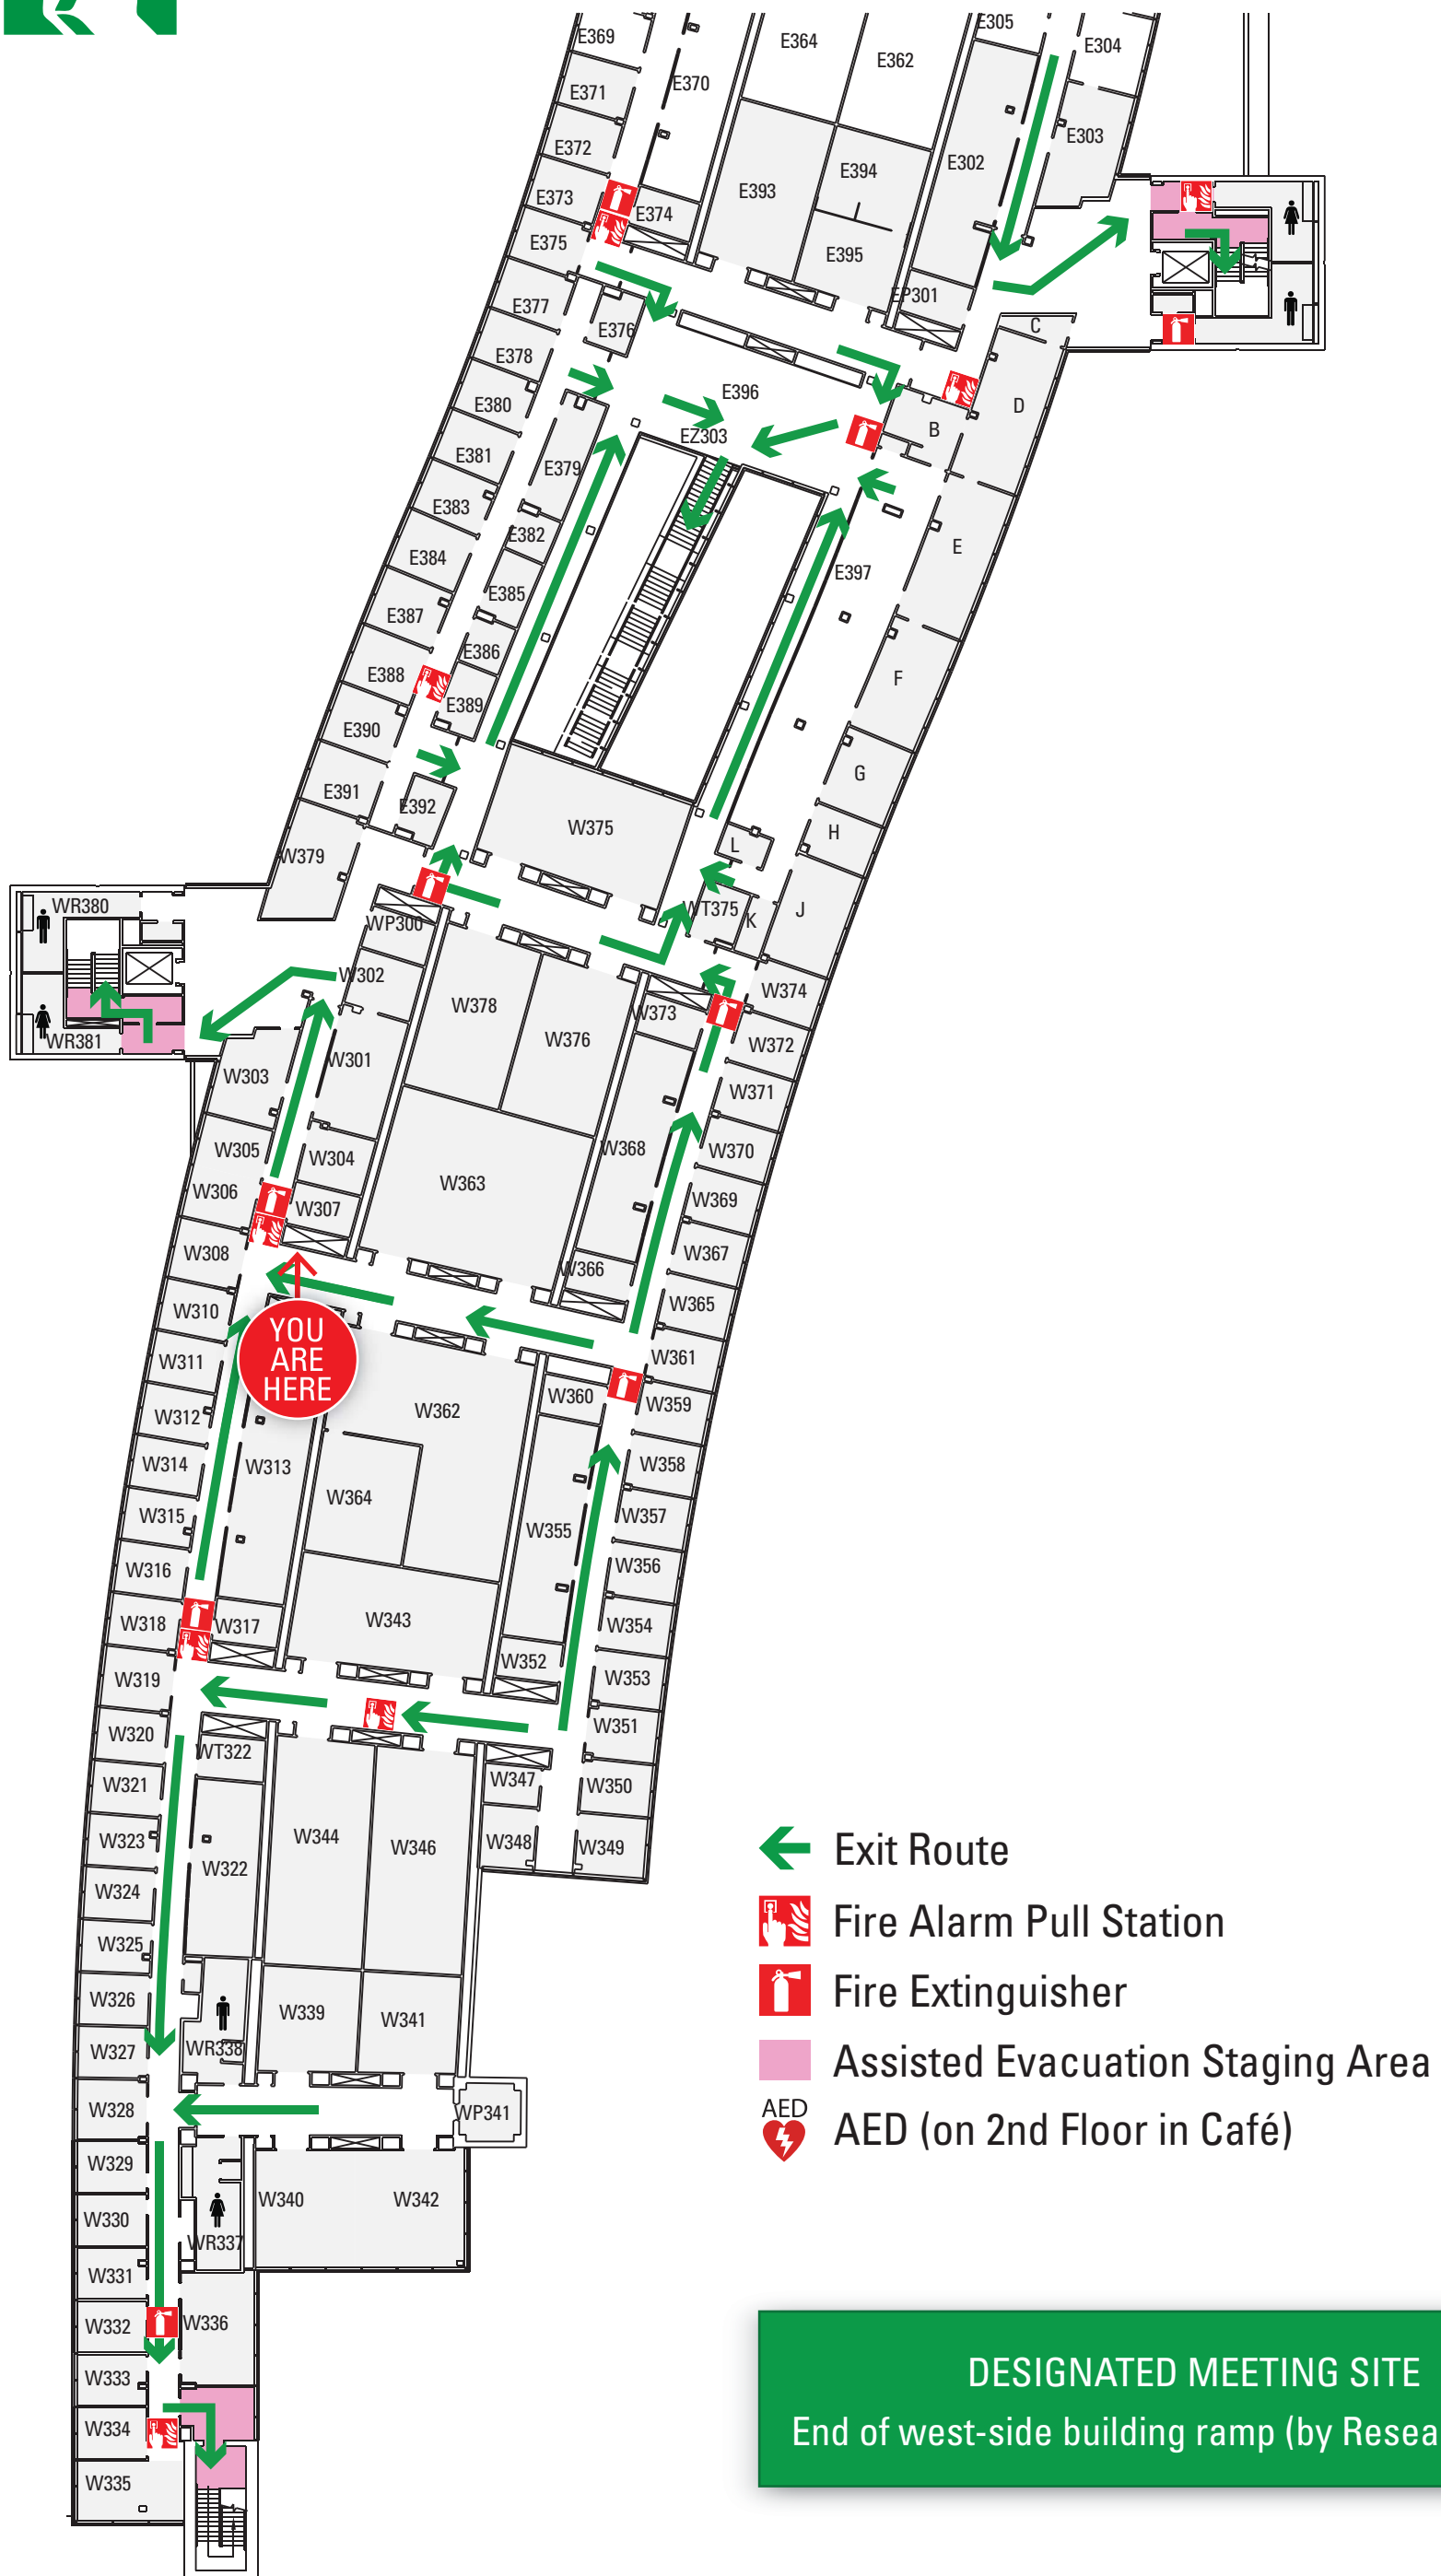 E369
E371
E372
E373
E375
E370
E374
E364
E362
E393
E394
E395
E305
E304
E303
E302
EP301
E377
E376
E378
E380
E381
E383
E384
E387
E388
E390
E391
E379
E382
E385
E386
E389
E392
E396
EZ303
E397
B
C
D
E
F
G
H
J
K
L
W375
WT375
W379
WR380
WR381
WP300
W302
W301
W303
W305
W306
W304
W307
W308
W378
W376
W363
W373
W374
W372
W371
W370
W369
W367
W365
W361
W368
W366
W310
W311
W312
W314
W315
W316
W318
YOU
ARE
HERE
W313
W317
W362
W364
W343
W360
W359
W358
W357
W356
W355
W354
W353
W352
W351
W350
W349
W348
W347
W319
W320
W321
W323
W324
W325
W326
W327
W328
W329
W330
W331
W332
W333
W334
W335
WT322
W322
W344
W346
W339
W341
WR338
WP341
W340
W342
WR337
W336
Exit Route
Fire Alarm Pull Station
Fire Extinguisher
Assisted Evacuation Staging Area
AED
AED (on 2nd Floor in Café)
DESIGNATED MEETING SITE
End of west-side building ramp (by Resea